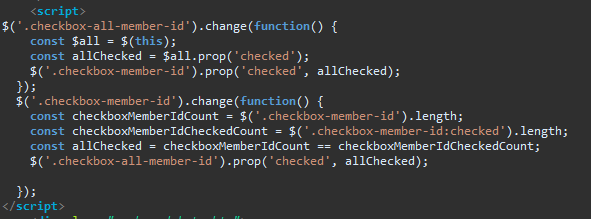 <script>
$('.checkbox-all-member-id').change(function() {
const $all = $(this);
const allChecked = $all.prop('checked');
$('.checkbox-member-id').prop('checked', allChecked);
});
$('.checkbox-member-id').change(function() {
const checkboxMemberIdCount = $('.checkbox-member-id').length;
const checkboxMemberIdCheckedCount = $('.checkbox-member-id:checked').length;
const allChecked = checkboxMemberIdCount == checkboxMemberIdCheckedCount;
$('.checkbox-all-member-id').prop('checked', allChecked);
});
</script>